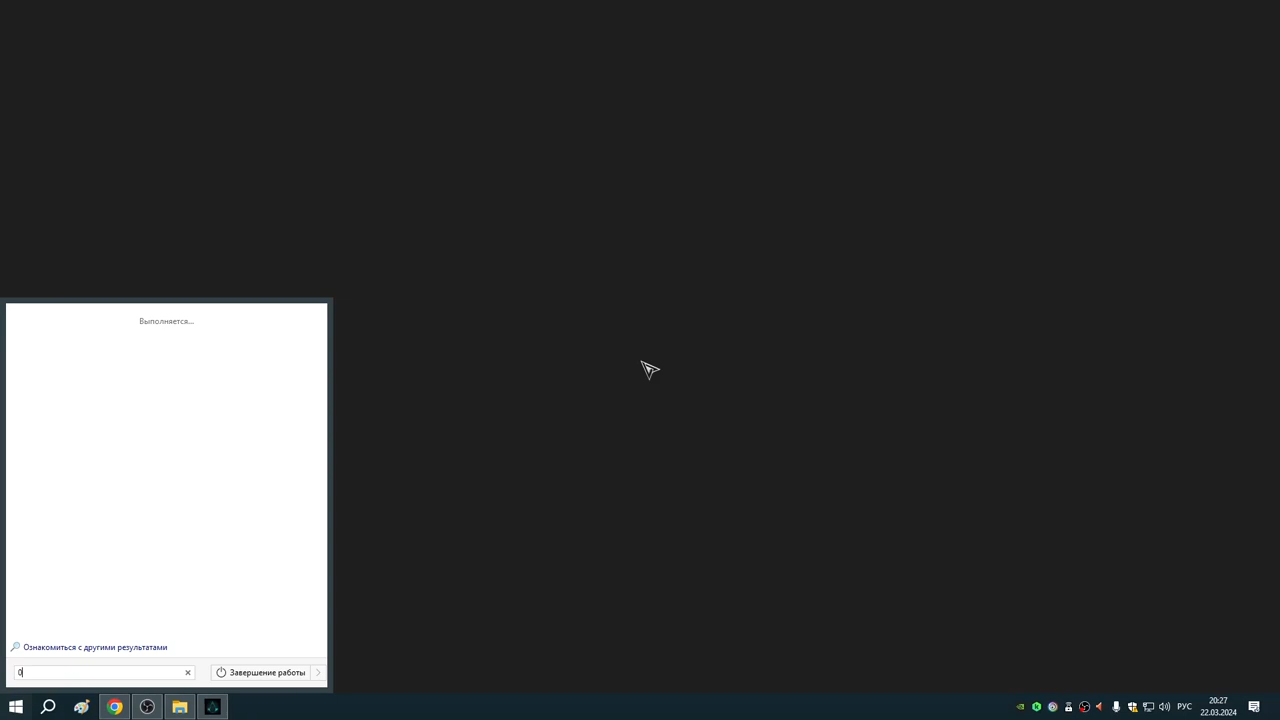 Выполняется...
Ознакомиться с другими результатами
0
Завершение работы
РУС
20:27
22.03.2024